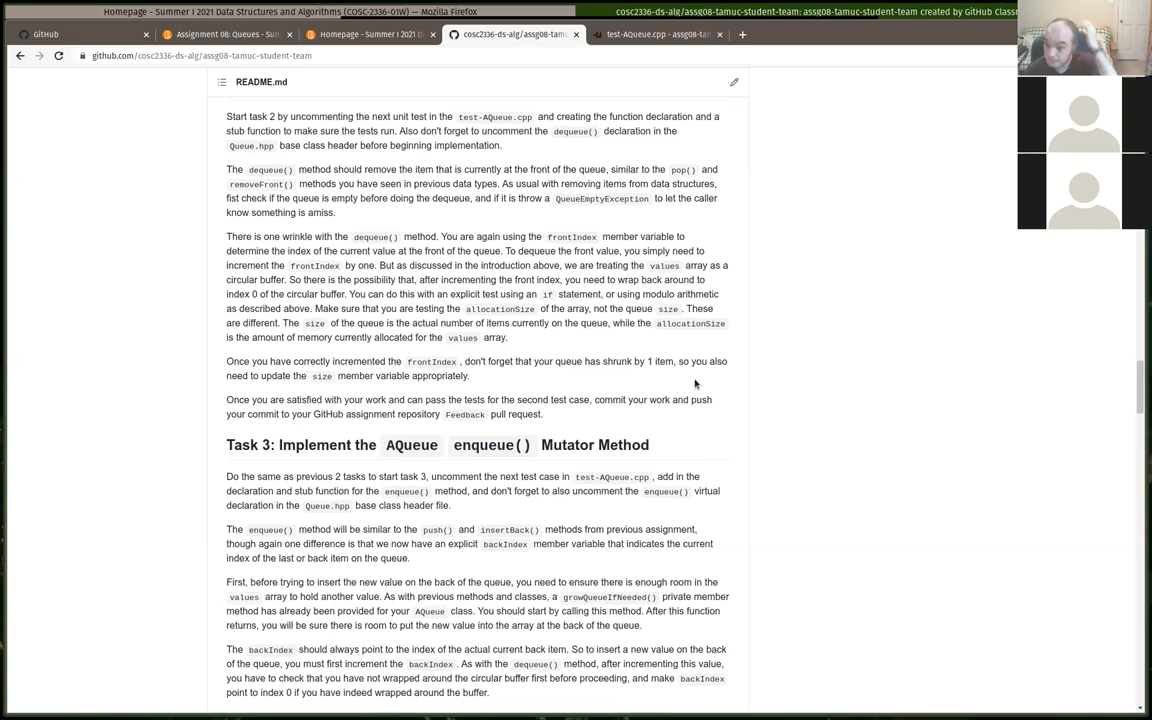 Homepage - Summer I 2021 Data Structures and Algorithms (COSC-2336-01W) — Mozilla Firefox
cosc2336-ds-alg/assg08-tamuc-student-team: assg08-tamuc-student-team created by GitHub Classr
GitHub
Assignment 08: Queues - Sun
Homepage - Summer I 2021 D
cosc2336-ds-alg/assg08-tamu
test-AQueue.cpp - assg08-tam
github.com/cosc2336-ds-alg/assg08-tamuc-student-team
README.md
Start task 2 by uncommenting the next unit test in the test-AQueue.cpp and creating the function declaration and a
stub function to make sure the tests run. Also don't forget to uncomment the dequeue() declaration in the
Queue.hpp base class header before beginning implementation.
The dequeue() method should remove the item that is currently at the front of the queue, similar to the pop() and
removeFront() methods you have seen in previous data types. As usual with removing items from data structures,
fist check if the queue is empty before doing the dequeue, and if it is throw a QueueEmptyException to let the caller
know something is amiss.
There is one wrinkle with the dequeue() method. You are again using the frontIndex member variable to
determine the index of the current value at the front of the queue. To dequeue the front value, you simply need to
increment the frontIndex by one. But as discussed in the introduction above, we are treating the values array as a
circular buffer. So there is the possibility that, after incrementing the front index, you need to wrap back around to
index 0 of the circular buffer. You can do this with an explicit test using an if statement, or using modulo arithmetic
as described above. Make sure that you are testing the allocationSize of the array, not the queue size. These
are different. The size of the queue is the actual number of items currently on the queue, while the allocationSize
is the amount of memory currently allocated for the values array.
Once you have correctly incremented the frontIndex, don't forget that your queue has shrunk by 1 item, so you also
need to update the size member variable appropriately.
Once you are satisfied with your work and can pass the tests for the second test case, commit your work and push
your commit to your GitHub assignment repository Feedback pull request.
Task 3: Implement the AQueue enqueue() Mutator Method
Do the same as previous 2 tasks to start task 3, uncomment the next test case in test-AQueue.cpp, add in the
declaration and stub function for the enqueue() method, and don't forget to also uncomment the enqueue() virtual
declaration in the Queue.hpp base class header file.
The enqueue() method will be similar to the push() and insertBack() methods from previous assignment,
though again one difference is that we now have an explicit backIndex member variable that indicates the current
index of the last or back item on the queue.
First, before trying to insert the new value on the back of the queue, you need to ensure there is enough room in the
values array to hold another value. As with previous methods and classes, a growQueueIfNeeded() private member
method has already been provided for your AQueue class. You should start by calling this method. After this function
returns, you will be sure there is room to put the new value into the array at the back of the queue.
The backIndex should always point to the index of the actual current back item. So to insert a new value on the back
of the queue, you must first increment the backIndex. As with the dequeue() method, after incrementing this value,
you have to check that you have not wrapped around the circular buffer first before proceeding, and make backIndex
point to index 0 if you have indeed wrapped around the buffer.